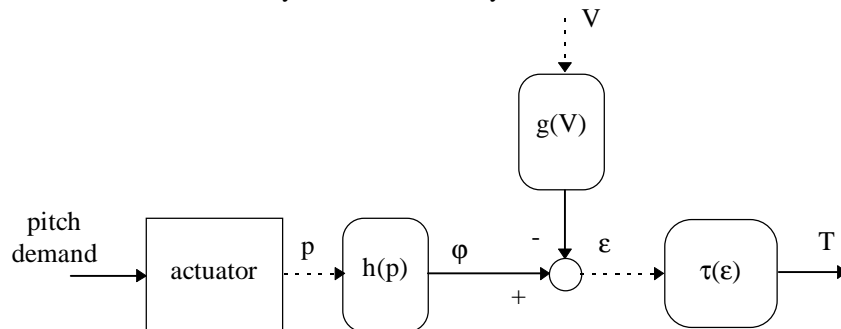 V
g(V)
pitch
demand
actuator
p
h(p)
φ
-
+
ε
τ(ε)
T